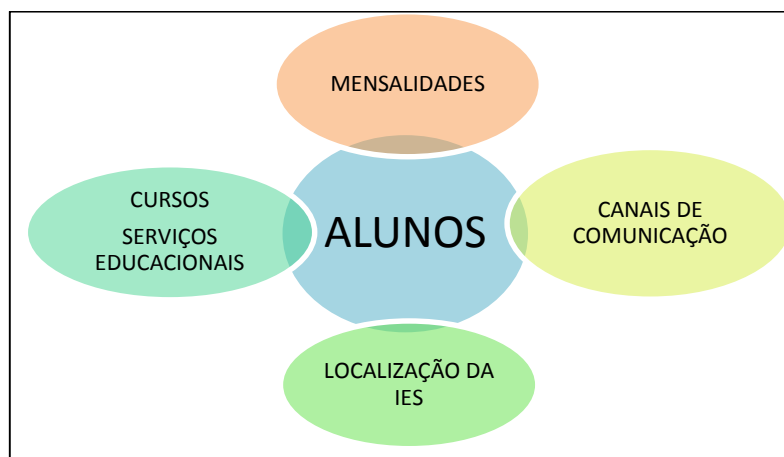 MENSALIDADES
CURSOS
SERVIÇOS
EDUCACIONAIS
ALUNOS
CANAIS DE
COMUNICAÇÃO
LOCALIZAÇÃO DA
IES